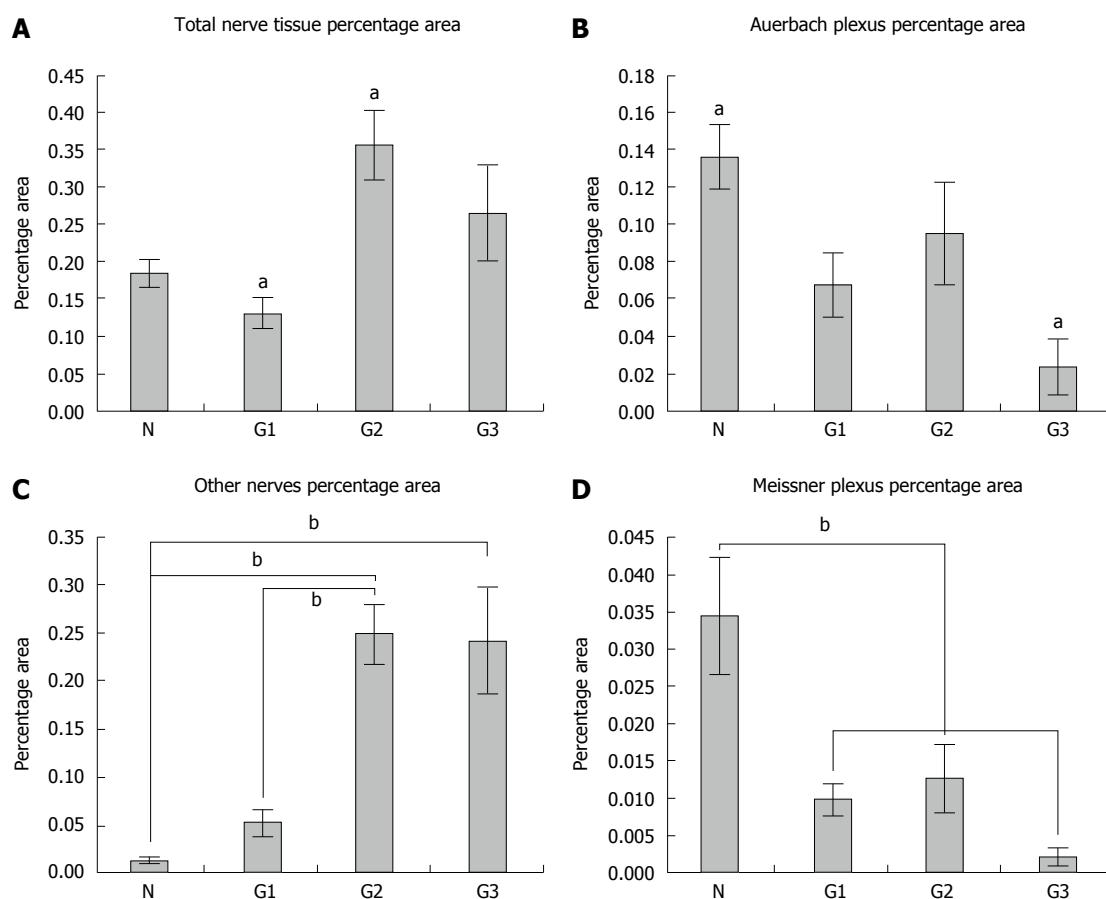 A
Total nerve tissue percentage area
Percentage area
0.45
0.40
0.35
0.30
0.25
0.20
0.15
0.10
0.05
0.00
a
a
N G1 G2 G3
B
Auerbach plexus percentage area
Percentage area
0.18
0.16
0.14
0.12
0.10
0.08
0.06
0.04
0.02
0.00
a
a
N G1 G2 G3
C
Other nerves percentage area
Percentage area
0.35
0.30
0.25
0.20
0.15
0.10
0.05
0.00
b
b
b
N G1 G2 G3
D
Meissner plexus percentage area
Percentage area
0.045
0.040
0.035
0.030
0.025
0.020
0.015
0.010
0.005
0.000
b
N G1 G2 G3